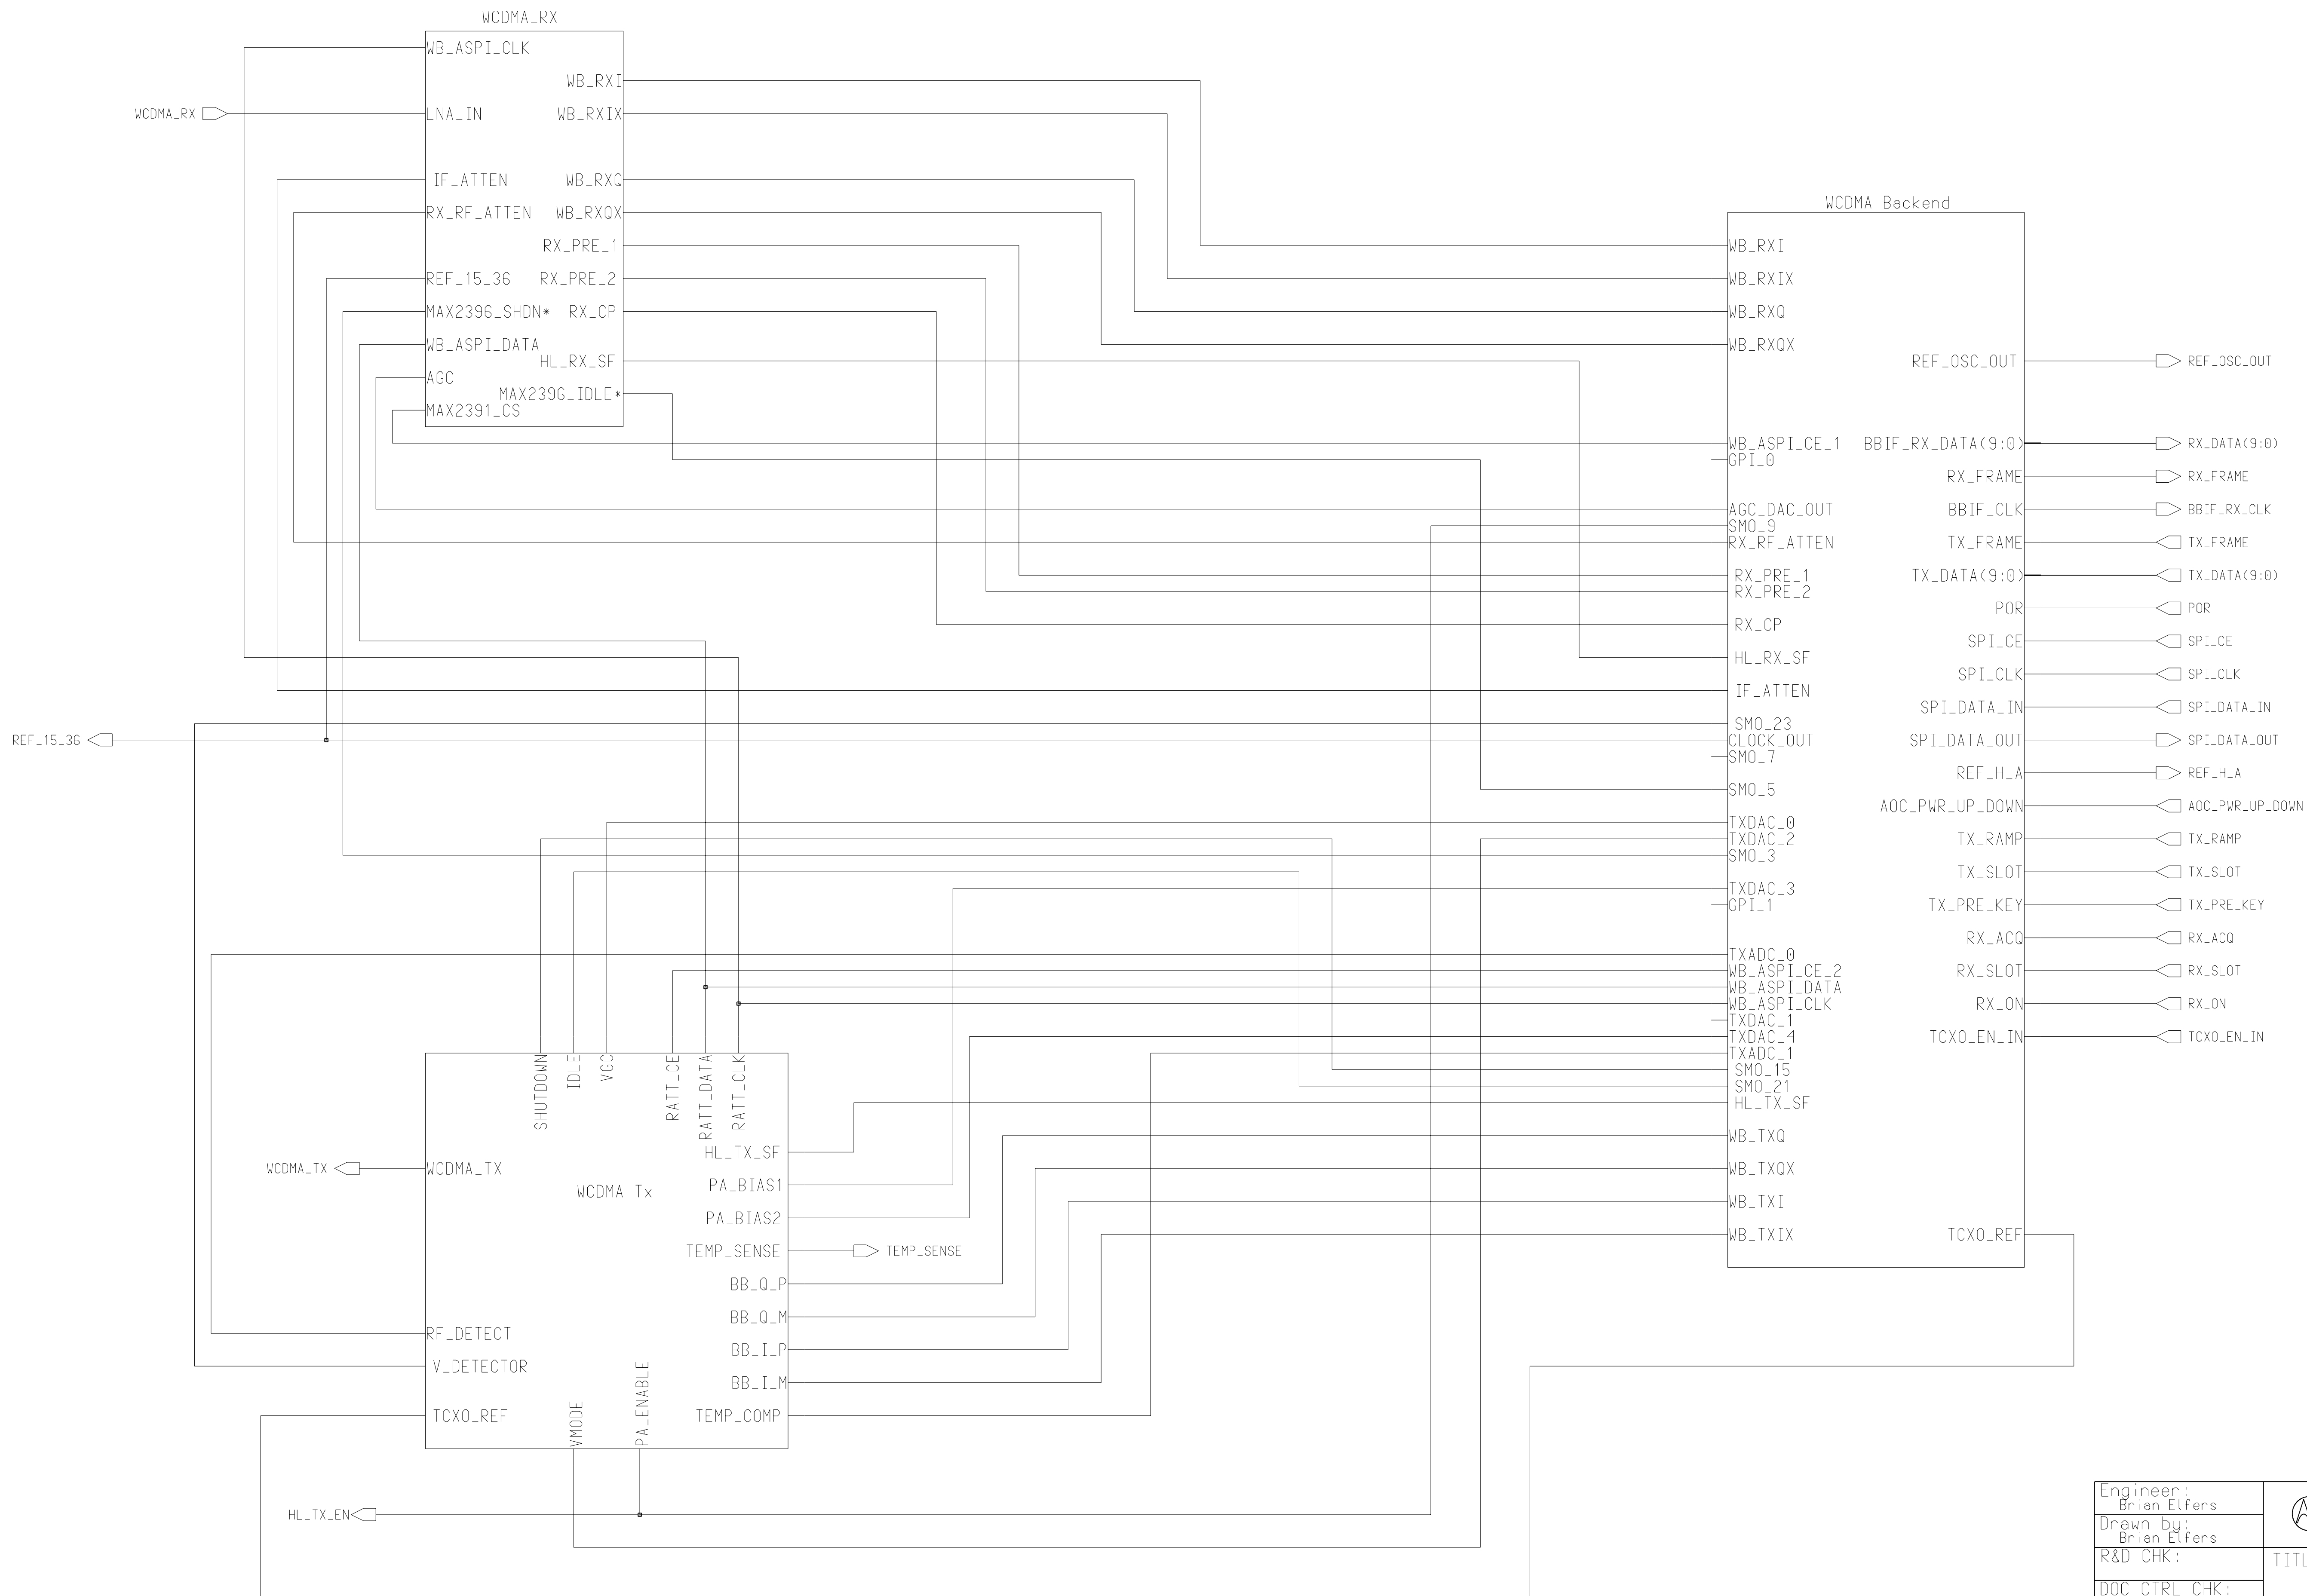 WCDMA_RX
WB_ASPI_CLK
WB_RXI
WCDMA_RX
LNA_IN
WB_RXIX
IF_ATTEN
WB_RXQ
RX_RF_ATTEN
WB_RXQX
RX_PRE_1
REF_15_36
RX_PRE_2
MAX2396_SHDN*
RX_CP
WB_ASPI_DATA
HL_RX_SF
AGC
MAX2396_IDLE*
MAX2391_CS
WCDMA Backend
WB_RXI
WB_RXIX
WB_RXQ
WB_RXQX
WB_ASPI_CE_1
GPI_0
AGC_DAC_OUT
SMO_9
RX_RF_ATTEN
RX_PRE_1
RX_PRE_2
RX_CP
HL_RX_SF
IF_ATTEN
SMO_23
CLOCK_OUT
SMO_7
SMO_5
TXDAC_0
TXDAC_2
SMO_3
TXDAC_3
GPI_1
TXADC_0
WB_ASPI_CE_2
WB_ASPI_DATA
WB_ASPI_CLK
TXDAC_1
TXDAC_4
TXADC_1
SMO_15
SMO_21
HL_TX_SF
WB_TXQ
WB_TXQX
WB_TXI
WB_TXIX
REF_OSC_OUT
BBIF_RX_DATA(9:0)
RX_FRAME
BBIF_CLK
TX_FRAME
TX_DATA(9:0)
POR
SPI_CE
SPI_CLK
SPI_DATA_IN
SPI_DATA_OUT
REF_H_A
AOC_PWR_UP_DOWN
TX_RAMP
TX_SLOT
TX_PRE_KEY
RX_ACQ
RX_SLOT
RX_ON
TCXO_EN_IN
TCXO_REF
REF_OSC_OUT
RX_DATA(9:0)
RX_FRAME
BBIF_RX_CLK
TX_FRAME
TX_DATA(9:0)
POR
SPI_CE
SPI_CLK
SPI_DATA_IN
SPI_DATA_OUT
REF_H_A
AOC_PWR_UP_DOWN
TX_RAMP
TX_SLOT
TX_PRE_KEY
RX_ACQ
RX_SLOT
RX_ON
TCXO_EN_IN
REF_15_36
SHUTDOWN
IDLE
VGC
RATT_CE
RATT_DATA
RATT_CLK
HL_TX_SF
WCDMA_TX
WCDMA_TX
WCDMA Tx
PA_BIAS1
PA_BIAS2
TEMP_SENSE
TEMP_SENSE
BB_Q_P
BB_Q_M
RF_DETECT
BB_I_P
V_DETECTOR
BB_I_M
TCXO_REF
VMODE
PA_ENABLE
TEMP_COMP
HL_TX_EN
Engineer:
Brian Elfers
Drawn by:
Brian Elfers
R&D CHK:
TITL
DOC CTRL CHK: